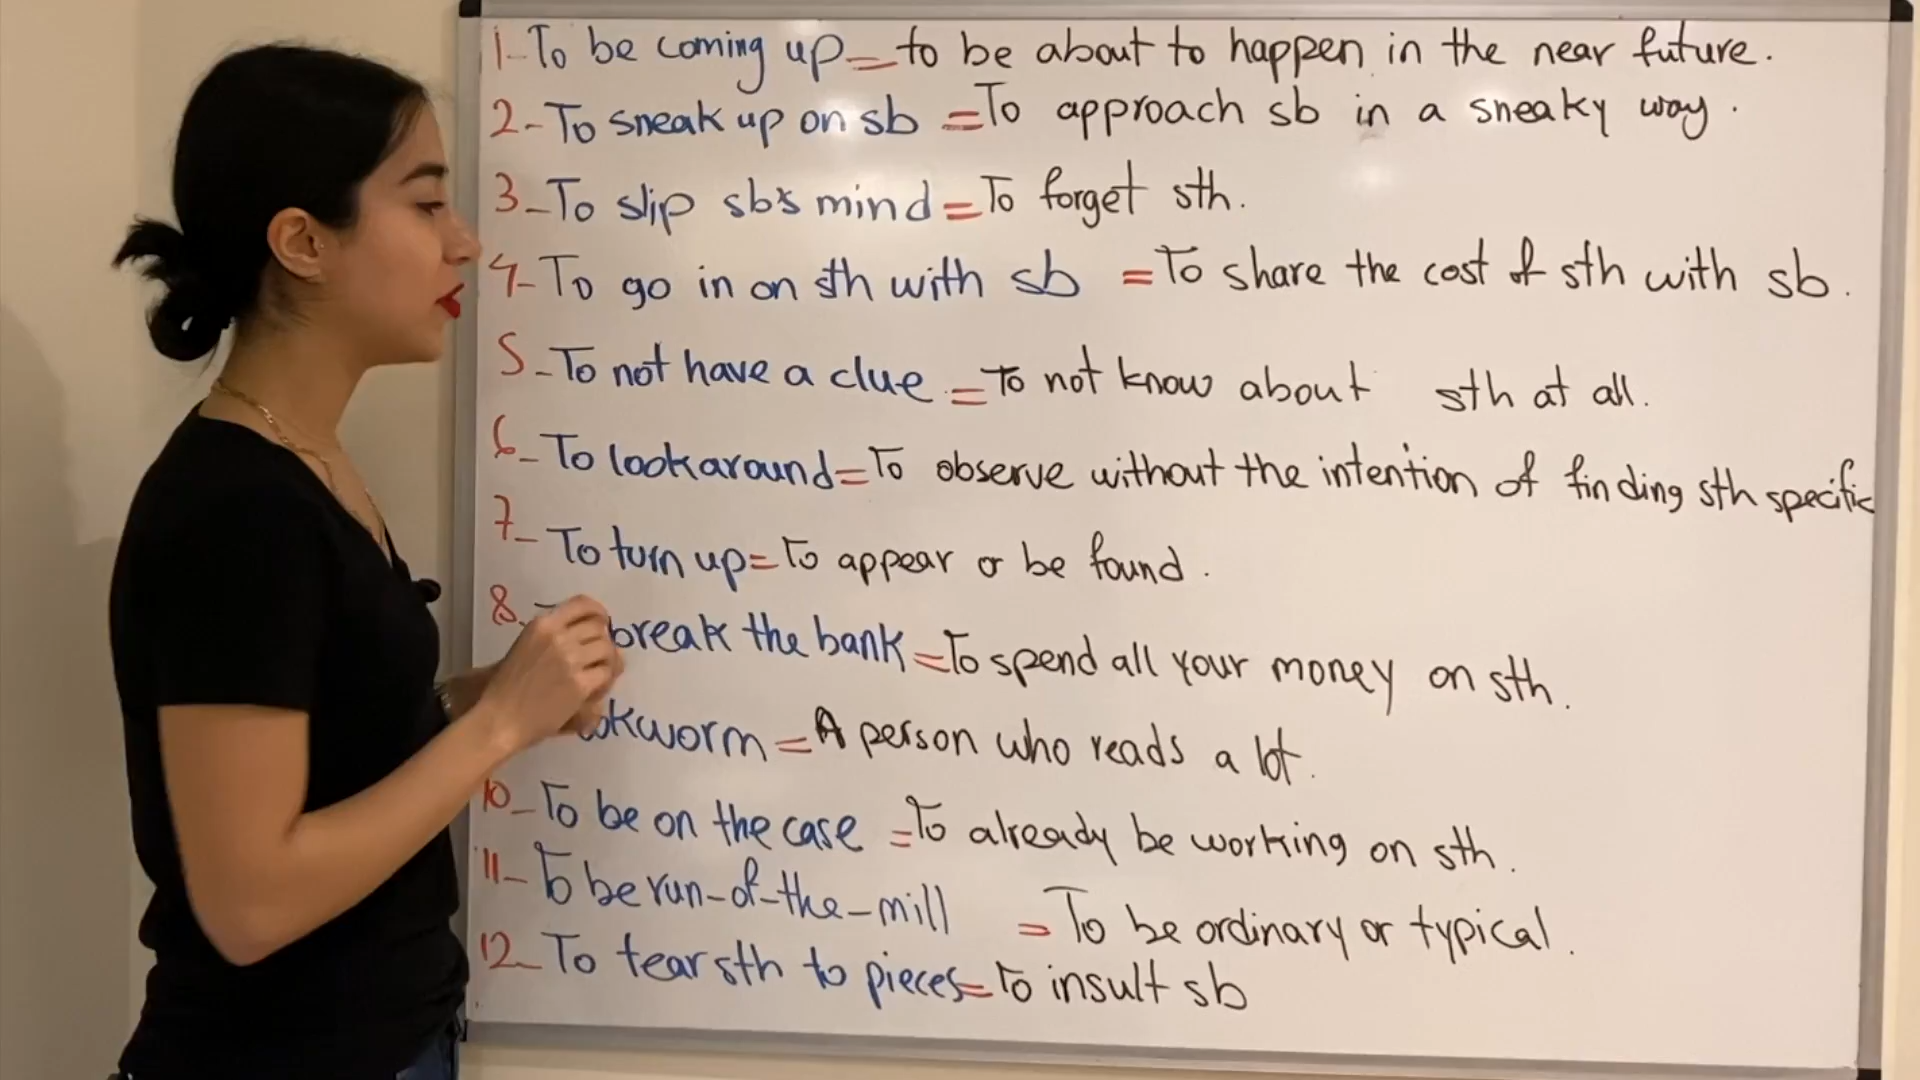 1-To be coming up=to be about to happen in the near future.
2-To sneak up on sb =To approach sb in a sneaky way.
3-To slip sb's mind=To forget sth.
4-To go in on sth with sb =To share the cost of sth with sb.
5-To not have a clue=To not know about sth at all.
6-To look around=To observe without the intention of finding sth specific
7-To turn up=To appear or be found.
8. break the bank=To spend all your money on sth.
=A person who reads a lot.
10-To be on the case =To already be working on sth.
11-To be run-of-the-mill =To be ordinary or typical.
12-To tear sth to pieces=To insult sb